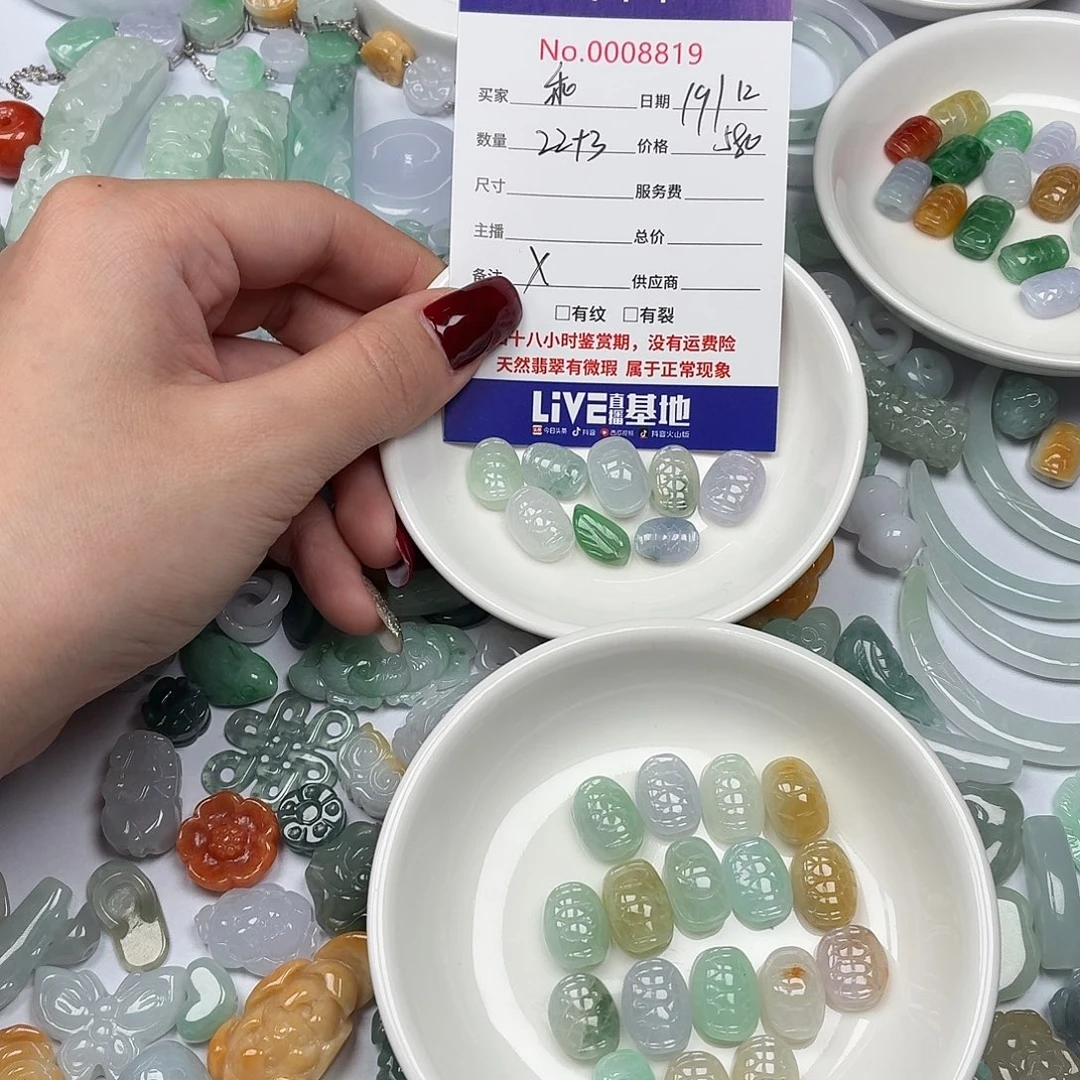 No.0008819
买家 和 日期 19/12
数量 22+3 价格 580
尺寸 服务费
主播 总价
备注 X 供应商
□有纹 □有裂
十八小时鉴赏期，没有运费险
天然翡翠有微瑕 属于正常现象
LiVE直播基地
今日头条 抖音 西瓜视频 抖音火山版